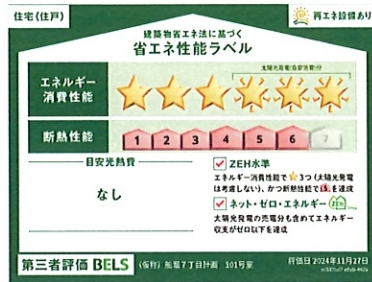 住宅(住戸)
再エネ設備あり
建築物省エネ法に基づく
省エネ性能ラベル
太陽光発電(自家消費)分
エネルギー
消費性能
断熱性能
1 2 3 4 5 6 7
目安光熱費
なし
ZEH水準
エネルギー消費性能で★3つ(太陽光発電
は考慮しない)、かつ断熱性能で5を達成
ネット・ゼロ・エネルギー
太陽光発電の売電分も含めてエネルギー
収支がゼロ以下を達成
第三者評価 BELS
(仮称) 船竜7丁目計画 101号室
評価日 2024年11月27日